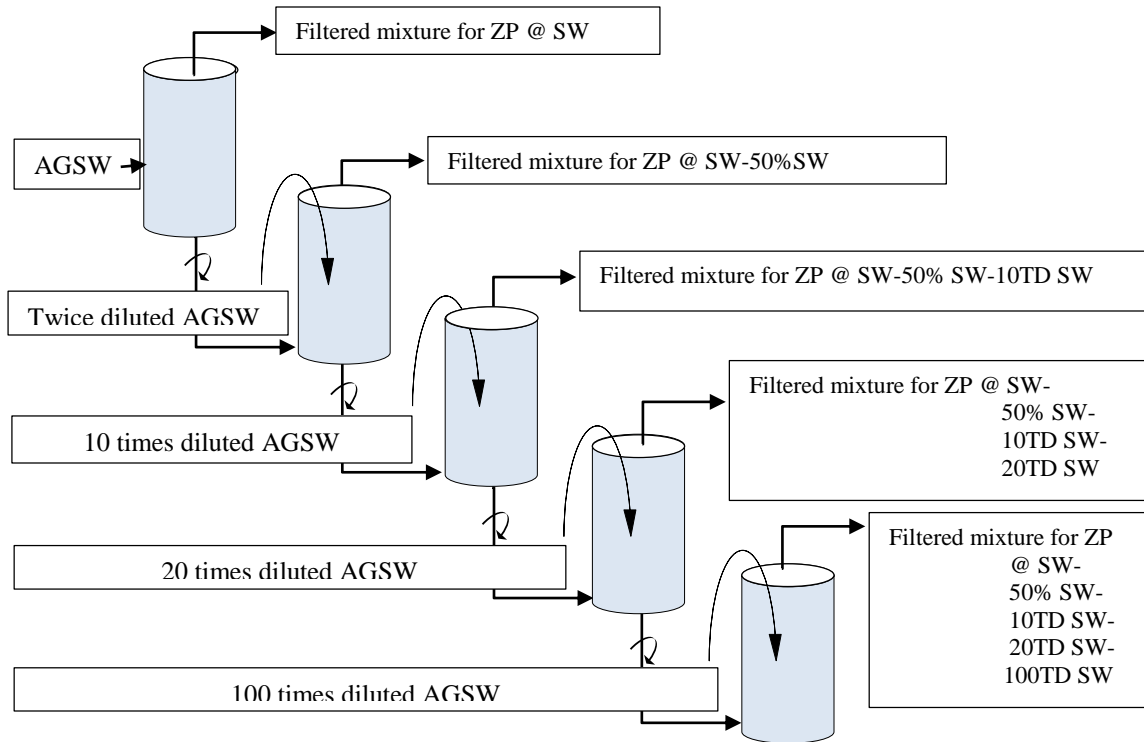 Filtered mixture for ZP @ SW
AGSW
Filtered mixture for ZP @ SW-50%SW
Twice diluted AGSW
Filtered mixture for ZP @ SW-50% SW-10TD SW
10 times diluted AGSW
Filtered mixture for ZP @ SW-
50% SW-
10TD SW-
20TD SW
20 times diluted AGSW
Filtered mixture for ZP
@ SW-
50% SW-
10TD SW-
20TD SW-
100TD SW
100 times diluted AGSW